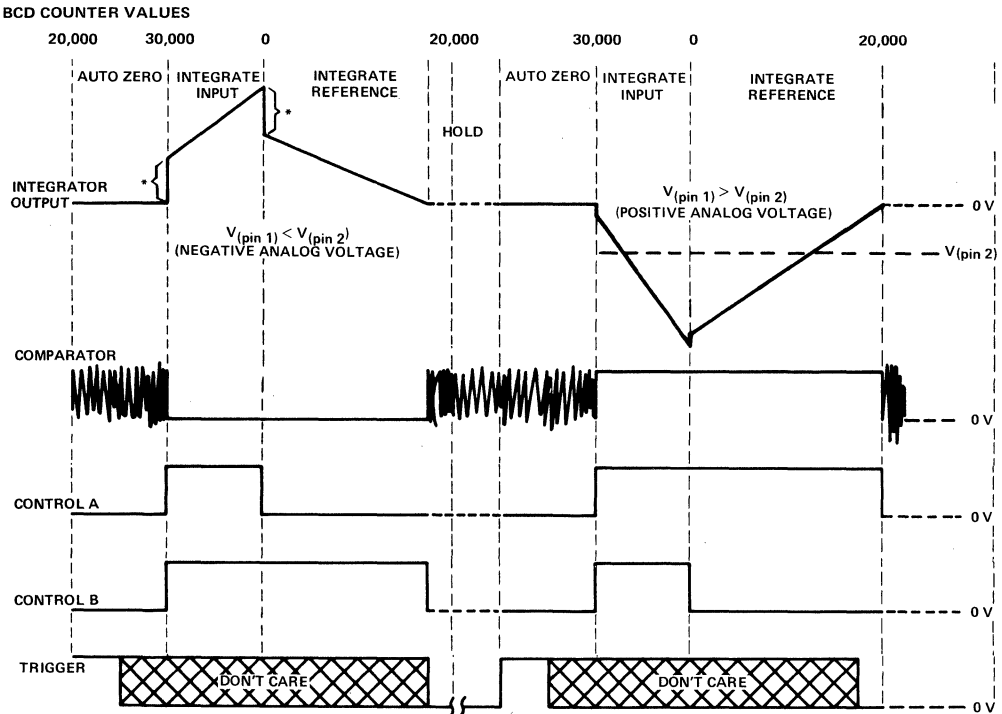 BCD COUNTER VALUES
20,000 30,000 0 20,000 30,000 0 20,000
AUTO ZERO INTEGRATE INPUT INTEGRATE REFERENCE HOLD AUTO ZERO INTEGRATE INPUT INTEGRATE REFERENCE
*
*
INTEGRATOR
OUTPUT
V(pin 1) < V(pin 2)
(NEGATIVE ANALOG VOLTAGE)
V(pin 1) > V(pin 2)
(POSITIVE ANALOG VOLTAGE)
0 V
V(pin 2)
COMPARATOR
0 V
CONTROL A
0 V
CONTROL B
0 V
TRIGGER
DON'T CARE DON'T CARE
0 V